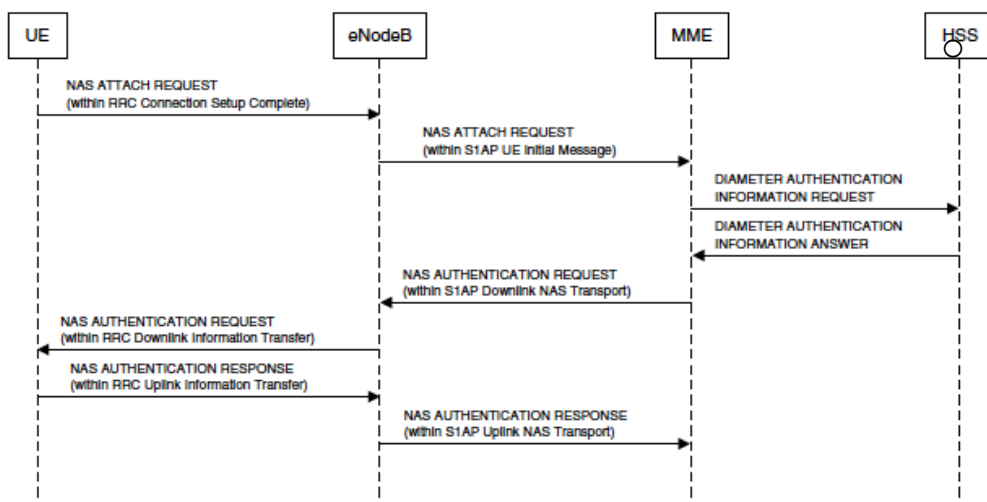 UE
eNodeB
MME
HSS
NAS ATTACH REQUEST
(within RRC Connection Setup Complete)
NAS ATTACH REQUEST
(within S1AP UE Initial Message)
DIAMETER AUTHENTICATION
INFORMATION REQUEST
DIAMETER AUTHENTICATION
INFORMATION ANSWER
NAS AUTHENTICATION REQUEST
(within S1AP Downlink NAS Transport)
NAS AUTHENTICATION REQUEST
(within RRC Downlink Information Transfer)
NAS AUTHENTICATION RESPONSE
(within RRC Uplink Information Transfer)
NAS AUTHENTICATION RESPONSE
(within S1AP Uplink NAS Transport)